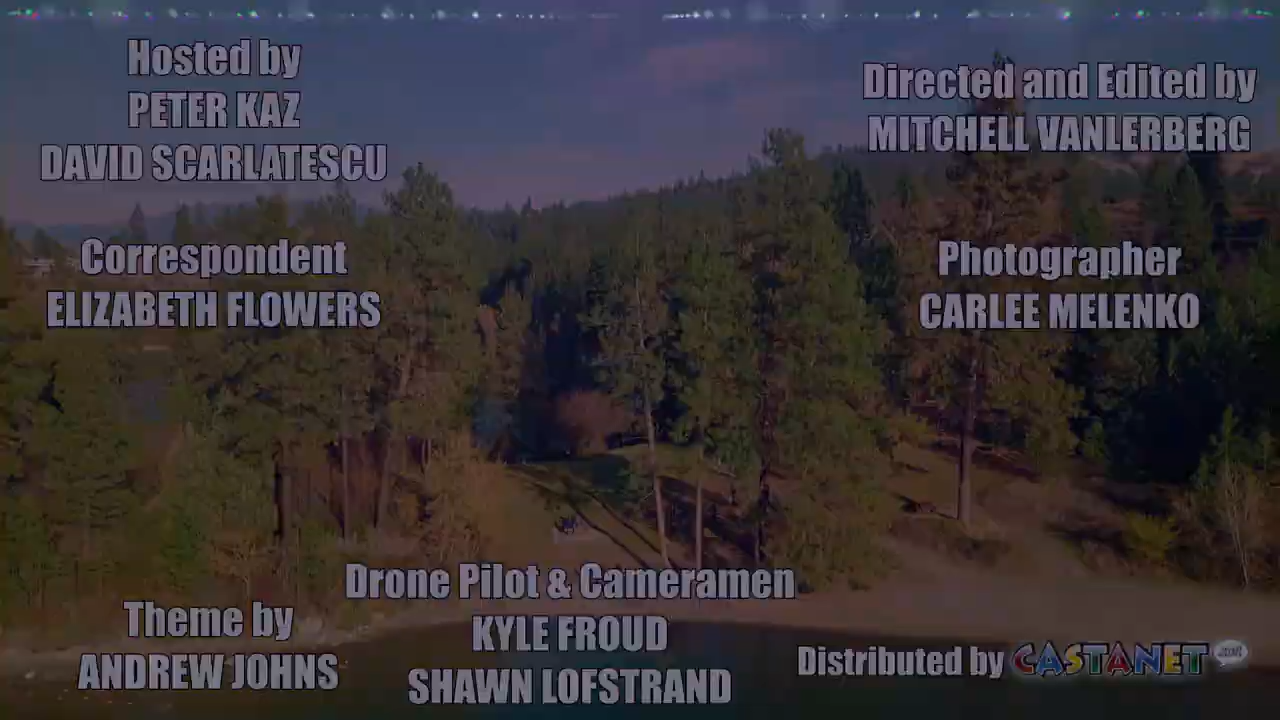 Hosted by
PETER KAZ
DAVID SCARLATESCU
Directed and Edited by
MITCHELL VANLERBERG
Correspondent
ELIZABETH FLOWERS
Photographer
CARLEE MELENKO
Drone Pilot & Cameramen
KYLE FROUD
SHAWN LOFSTRAND
Theme by
ANDREW JOHNS
Distributed by CASTANET .net